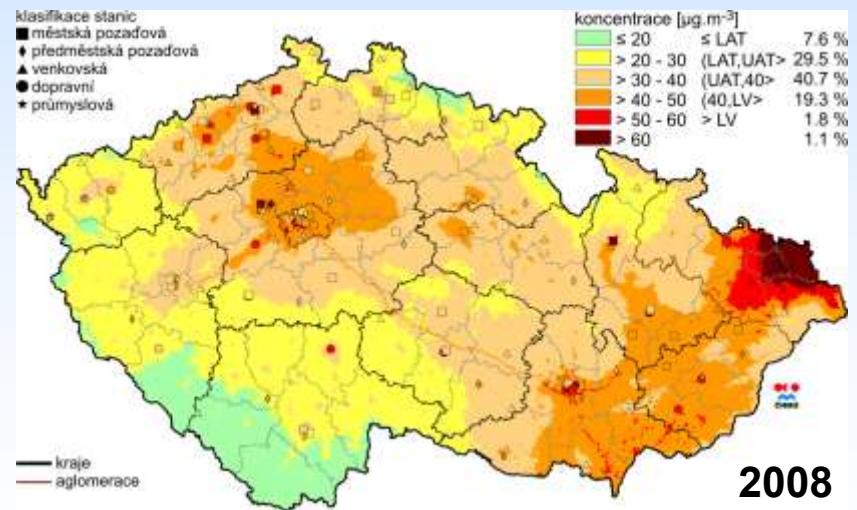 klasifikace stanic
městská pozaďová
předměstská pozaďová
venkovská
dopravní
průmyslová
koncentrace [µg.m-3]
≤ 20 ≤ LAT 7.6 %
> 20 - 30 (LAT,UAT> 29.5 %
> 30 - 40 (UAT,40> 40.7 %
> 40 - 50 (40,LV> 19.3 %
> 50 - 60 > LV 1.8 %
> 60 1.1 %
kraje
aglomerace
2008